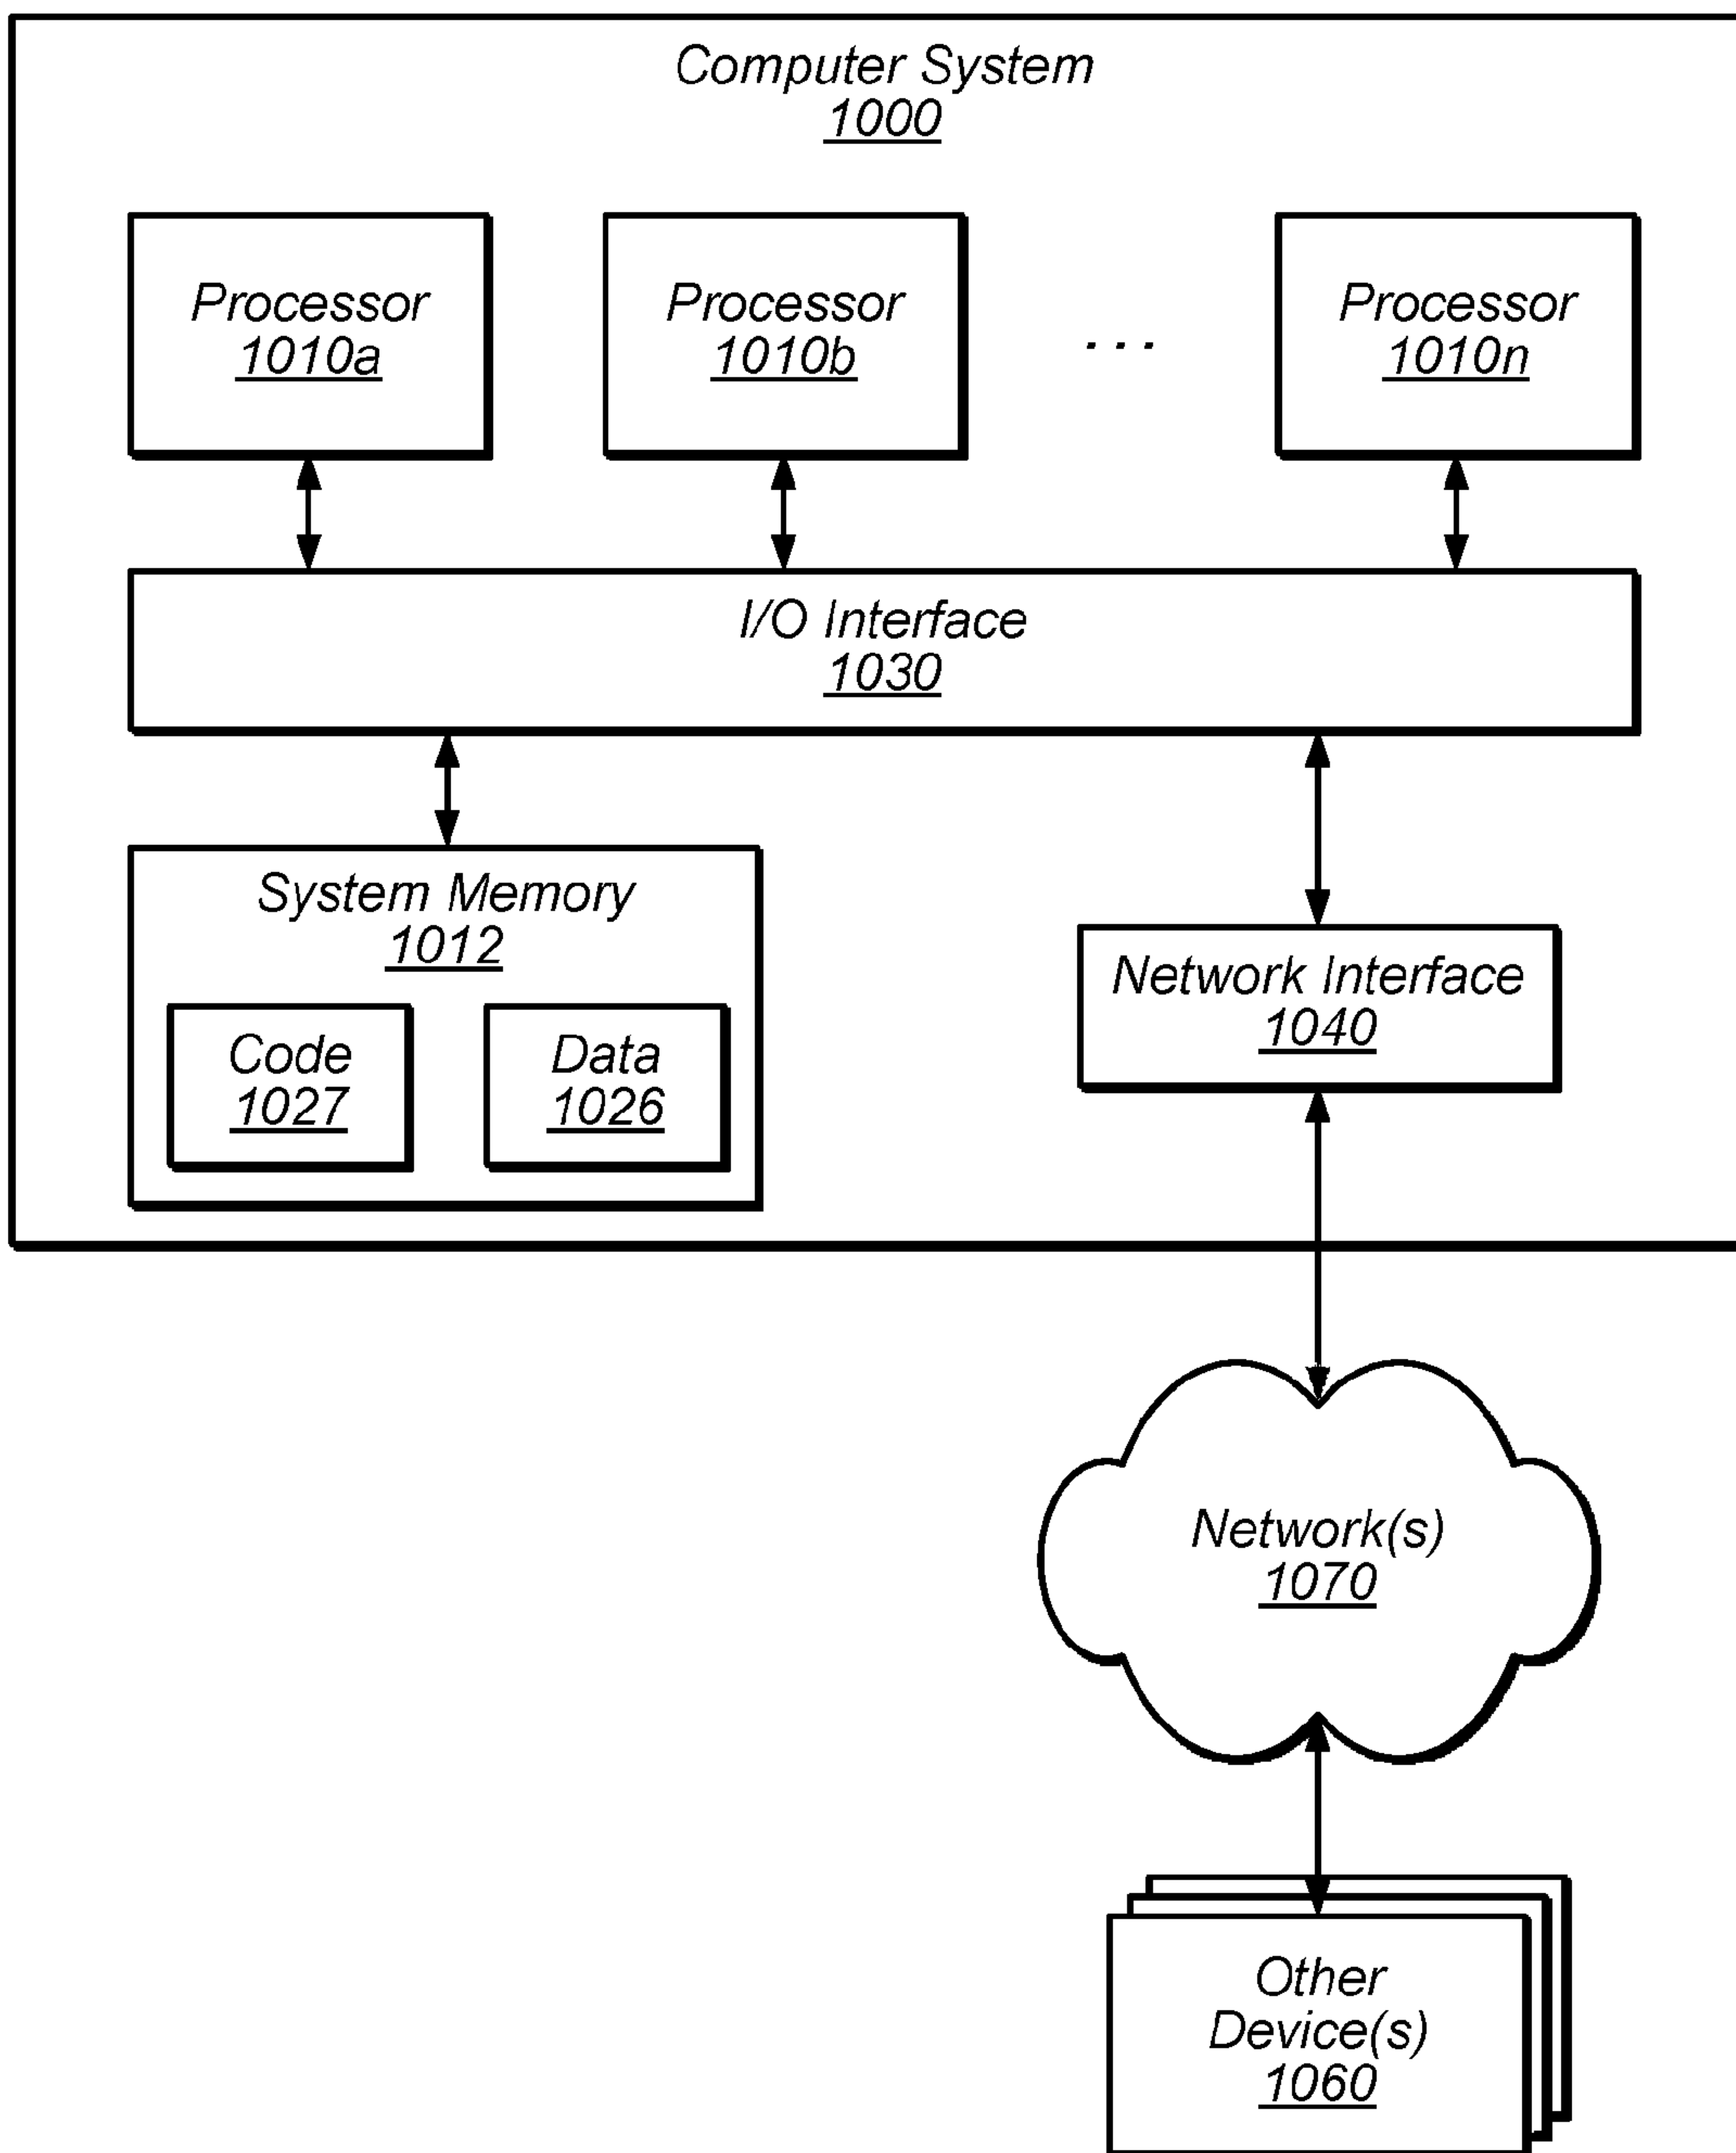 Computer System
1000
Processor
1010a
Processor
1010b
...
Processor
1010n
I/O Interface
1030
System Memory
1012
Code
1027
Data
1026
Network Interface
1040
Network(s)
1070
Other
Device(s)
1060